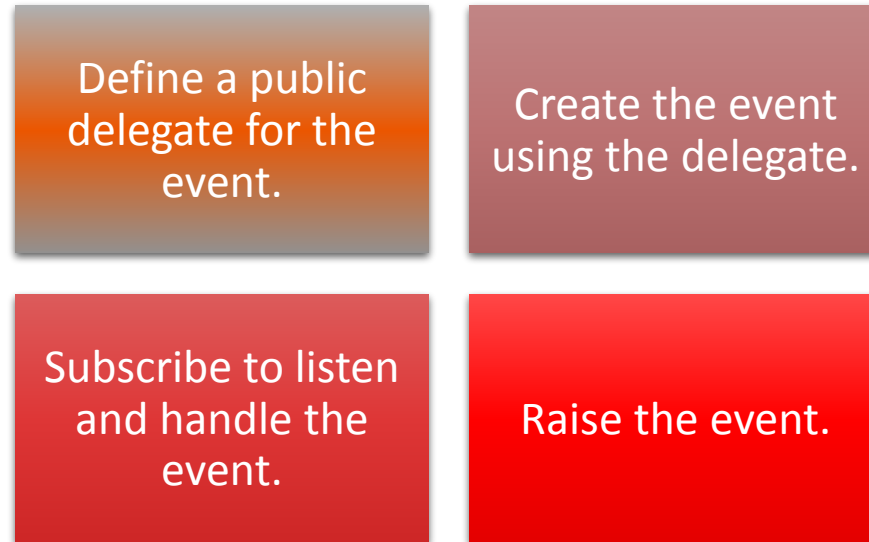 Define a public
delegate for the
event.
Create the event
using the delegate.
Subscribe to listen
and handle the
event.
Raise the event.